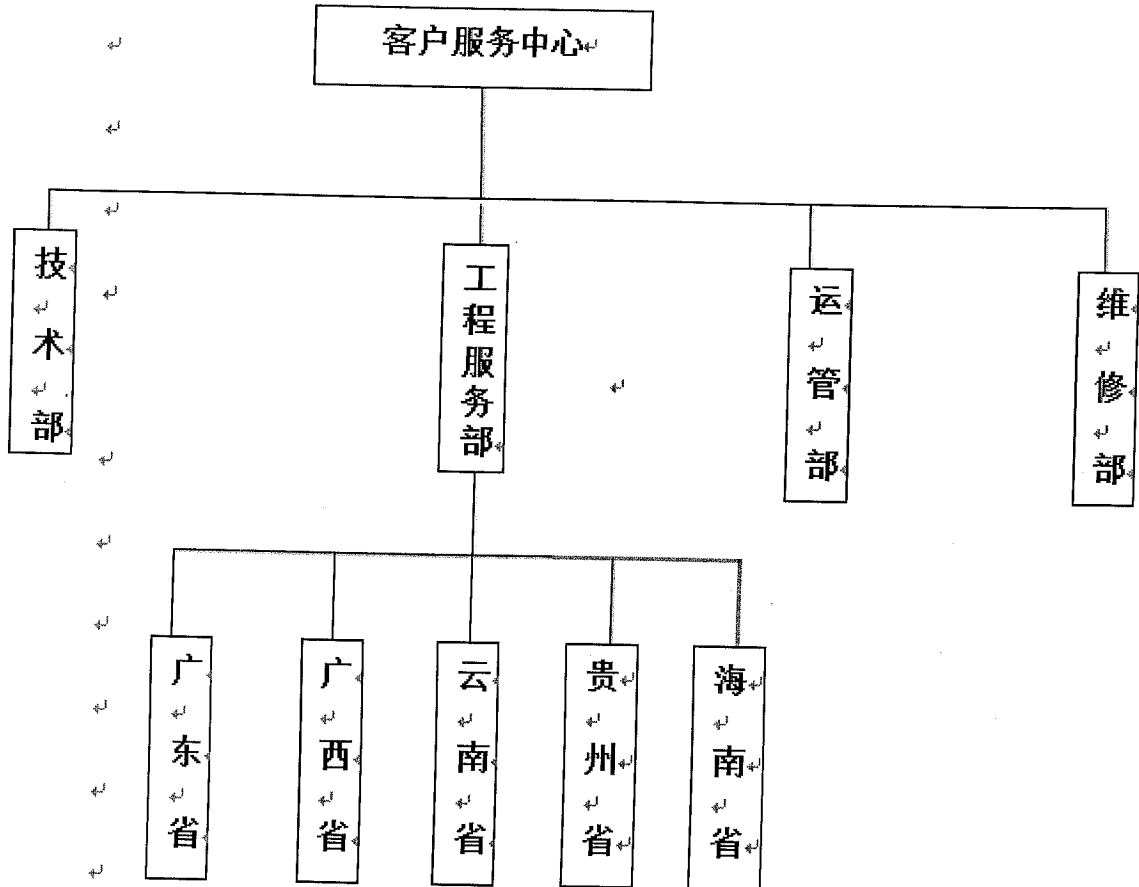 客户服务中心
技术部
工程服务部
运管部
维修部
广东省
广西省
云南省
贵州省
海南省